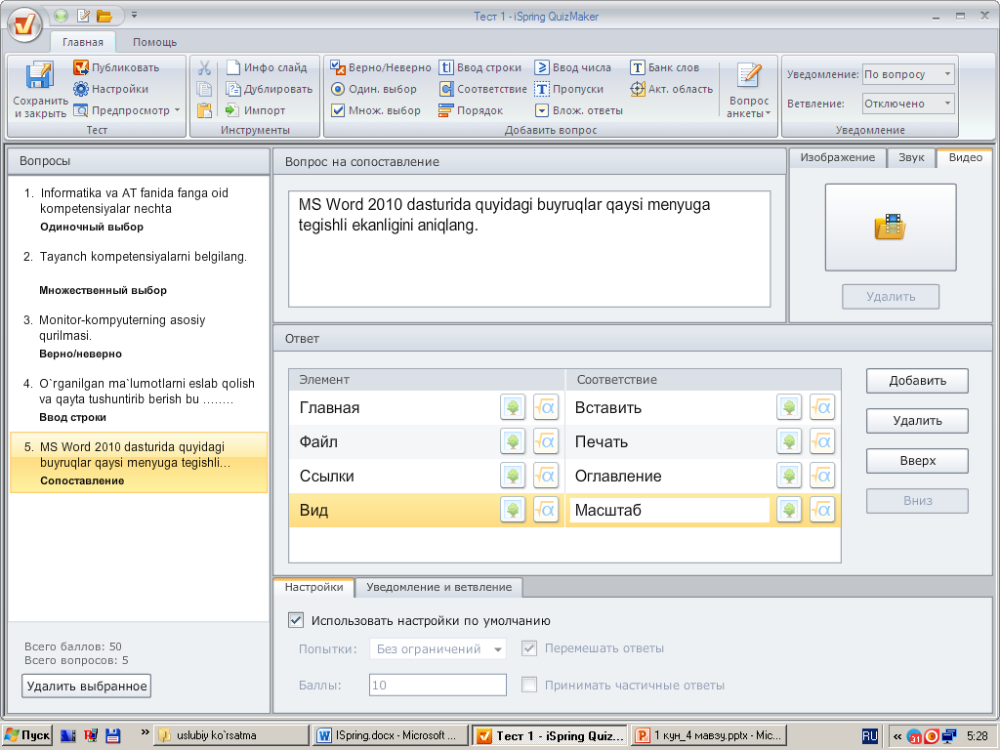 Тест 1 - iSpring QuizMaker
Главная Помощь
Сохранить и закрыть
Публиковать
Настройки
Предпросмотр
Тест
Инфо слайд
Дублировать
Импорт
Инструменты
Верно/Неверно Ввод строки Ввод числа Банк слов
Один. выбор Соответствие Пропуски Акт. область
Множ. выбор Порядок Влож. ответы
Вопрос анкеты
Добавить вопрос
Уведомление: По вопросу
Ветвление: Отключено
Уведомление
Вопросы
1. Informatika va AT fanida fanga oid
kompetensiyalar nechta
Одиночный выбор
2. Tayanch kompetensiyalarni belgilang.
Множественный выбор
3. Monitor-kompyuterning asosiy
qurilmasi.
Верно/неверно
4. O`rganilgan ma`lumotlarni eslab qolish
va qayta tushuntirib berish bu ........
Ввод строки
5. MS Word 2010 dasturida quyidagi
buyruqlar qaysi menyuga tegishli...
Сопоставление
Всего баллов: 50
Всего вопросов: 5
Удалить выбранное
Вопрос на сопоставление
MS Word 2010 dasturida quyidagi buyruqlar qaysi menyuga
tegishli ekanligini aniqlang.
Изображение Звук Видео
Удалить
Ответ
Элемент Соответствие
Главная Вставить
Файл Печать
Ссылки Оглавление
Вид Масштаб
Добавить
Удалить
Вверх
Вниз
Настройки Уведомление и ветвление
Использовать настройки по умолчанию
Попытки: Без ограничений Перемешать ответы
Баллы: 10 Принимать частичные ответы
Пуск » uslubiy ko`rsatma ISpring.docx - Microsoft ... Тест 1 - iSpring Quiz... 1 кун_4 мавзу.pptx - Mic... RU « 31 5:28